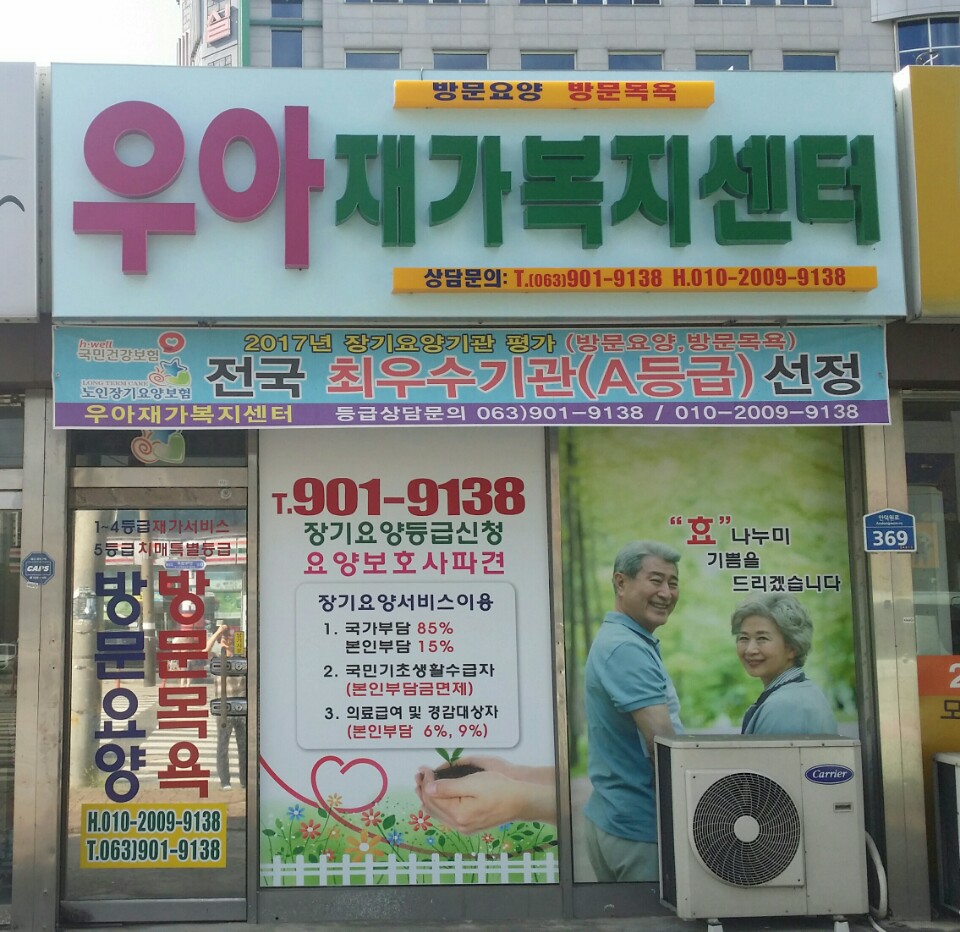 방문요양 방문목욕
우아재가복지센터
상담문의: T.(063)901-9138 H.010-2009-9138
h·well
국민건강보험
LONG TERM CARE
노인장기요양보험
2017년 장기요양기관 평가 (방문요양,방문목욕)
전국 최우수기관(A등급) 선정
우아재가복지센터 등급상담문의 063)901-9138 / 010-2009-9138
1~4등급재가서비스
5등급 치매특별등급
방문요양
방문목욕
H.010-2009-9138
T.063)901-9138
CAPS
T.901-9138
장기요양등급신청
요양보호사파견
장기요양서비스이용
1. 국가부담 85%
본인부담 15%
2. 국민기초생활수급자
(본인부담금면제)
3. 의료급여 및 경감대상자
(본인부담 6%, 9%)
“효” 나누미
기쁨을
드리겠습니다
안덕원로
369
Carrier